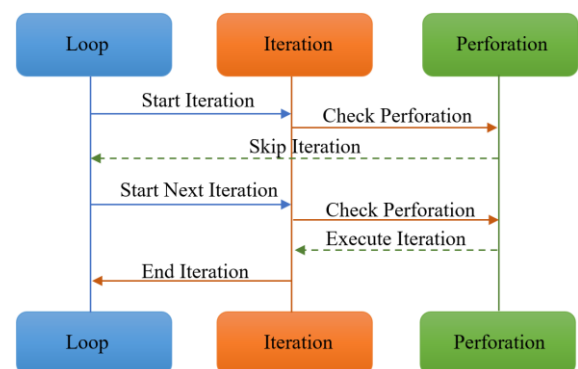 Loop
Iteration
Perforation
Start Iteration
Check Perforation
Skip Iteration
Start Next Iteration
Check Perforation
Execute Iteration
End Iteration
Loop
Iteration
Perforation